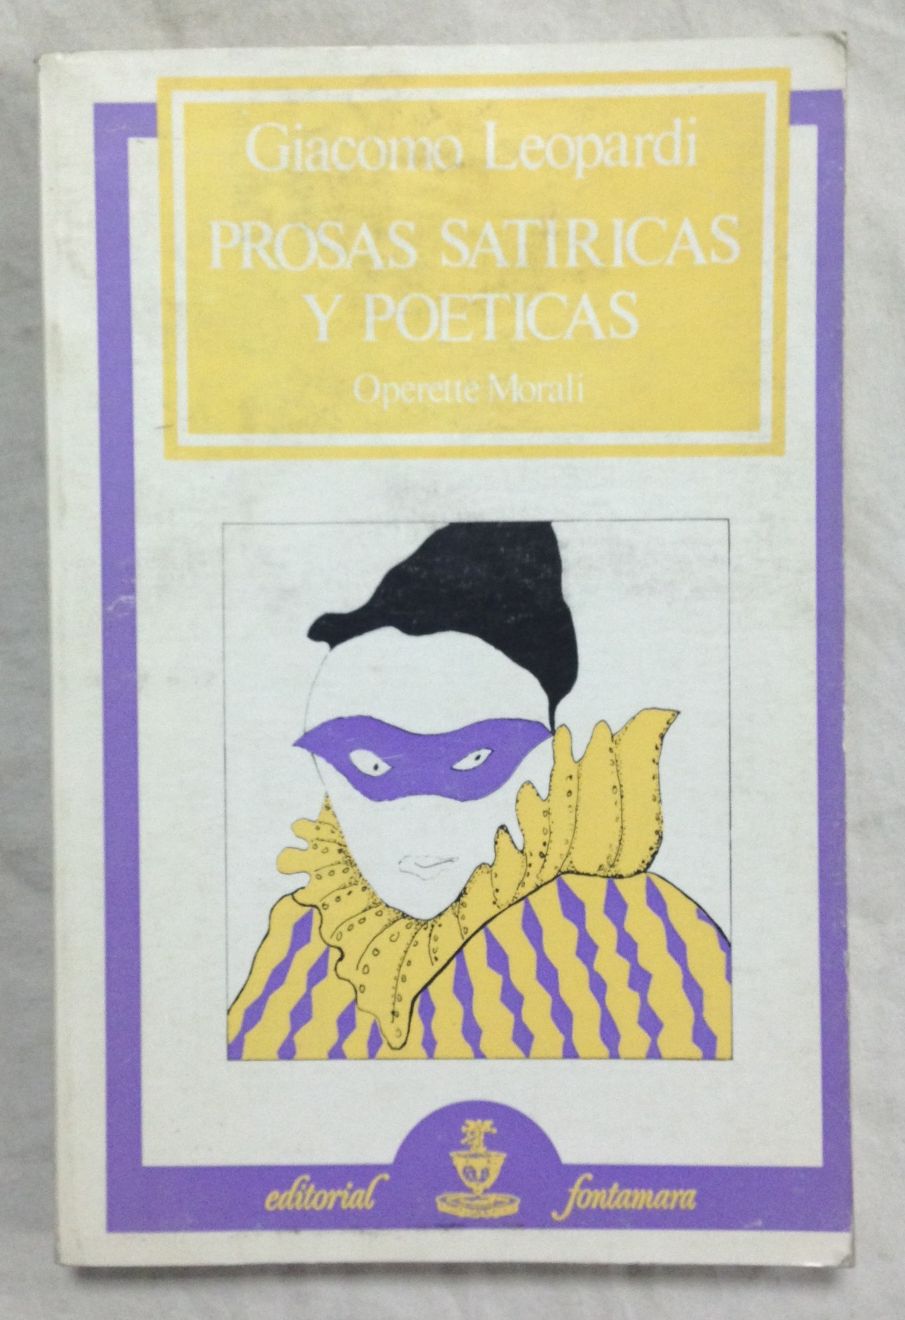 Giacomo Leopardi
PROSAS SATIRICAS
Y POETICAS
Operette Morali
editorial fontamara